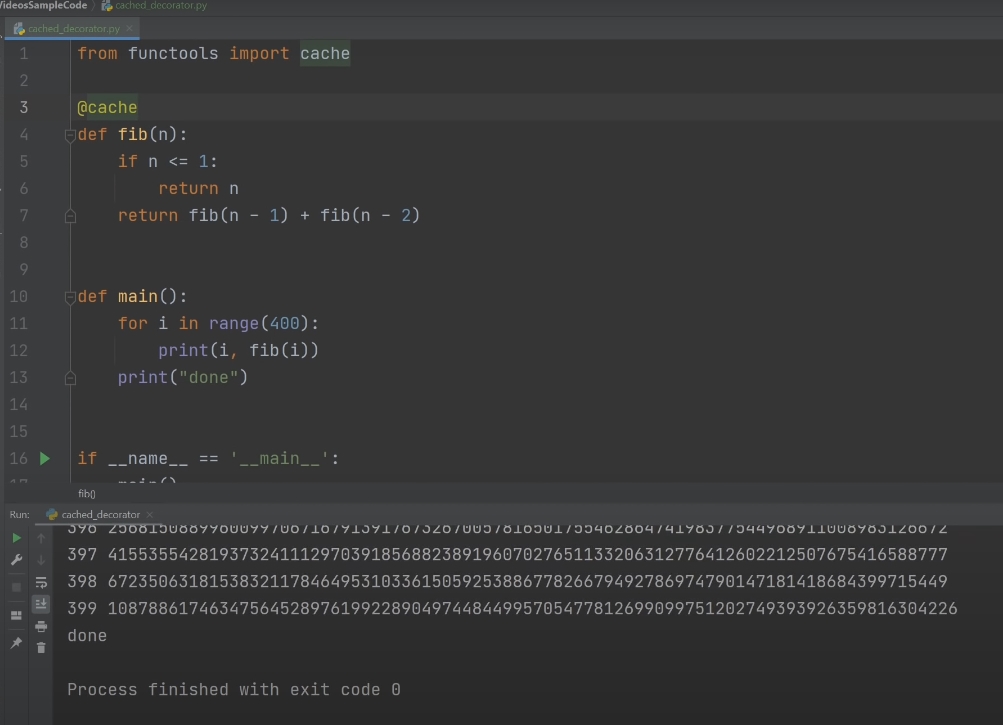 VideosSampleCode cached_decorator.py
cached_decorator.py
1 from functools import cache
2
3 @cache
4 def fib(n):
5 if n <= 1:
6 return n
7 return fib(n - 1) + fib(n - 2)
8
9
10 def main():
11 for i in range(400):
12 print(i, fib(i))
13 print("done")
14
15
16 if __name__ == '__main__':
17 main()
fib()
Run: cached_decorator
396 25681508899600997067167913917673267005781650175546286474198377544968911008983126672
397 41553554281937324111297039185688238919607027651133206312776412602212507675416588777
398 67235063181538321178464953103361505925388677826679492786974790147181418684399715449
399 108788617463475645289761992289049744844995705477812699099751202749393926359816304226
done
Process finished with exit code 0